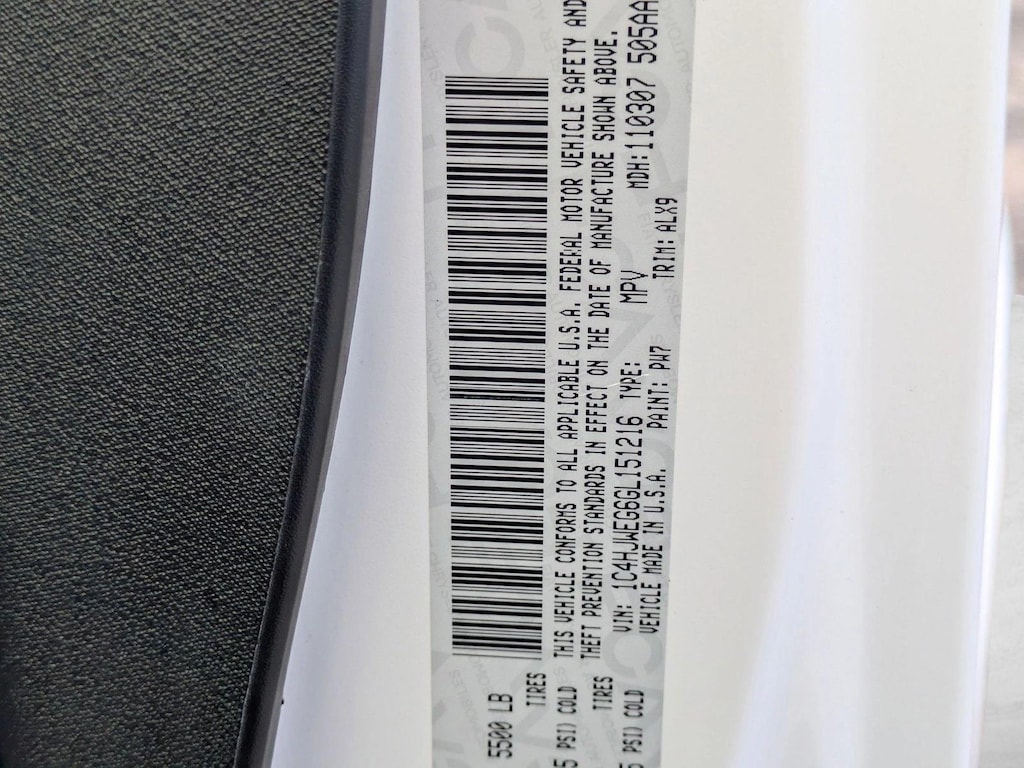 5500 LB
TIRES
5 PSI) COLD
THIS VEHICLE CONFORMS TO ALL APPLICABLE U.S.A. FEDERAL MOTOR VEHICLE SAFETY AND
THEFT PREVENTION STANDARDS IN EFFECT ON THE DATE OF MANUFACTURE SHOWN ABOVE.
TIRES
VIN: 1C4HJWEG6GL151216 TYPE: MPV MDH: 110307 505AA
5 PSI) COLD
VEHICLE MADE IN U.S.A. PAINT: PW7 TRIM: ALX9